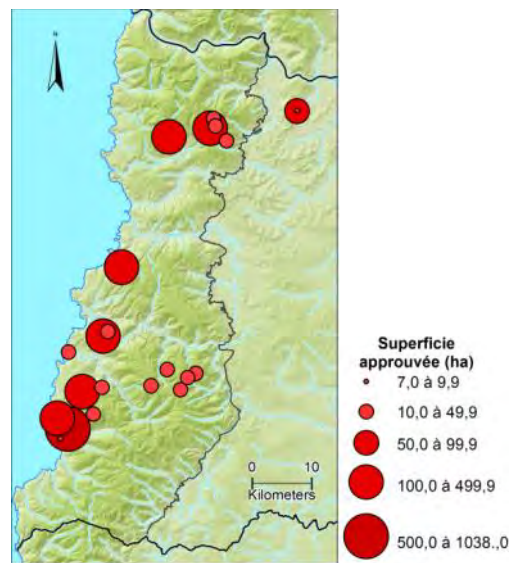 N
0 10
Kilometers
Superficie
approuvée (ha)
7,0 à 9,9
10,0 à 49,9
50,0 à 99,9
100,0 à 499,9
500,0 à 1038.,0